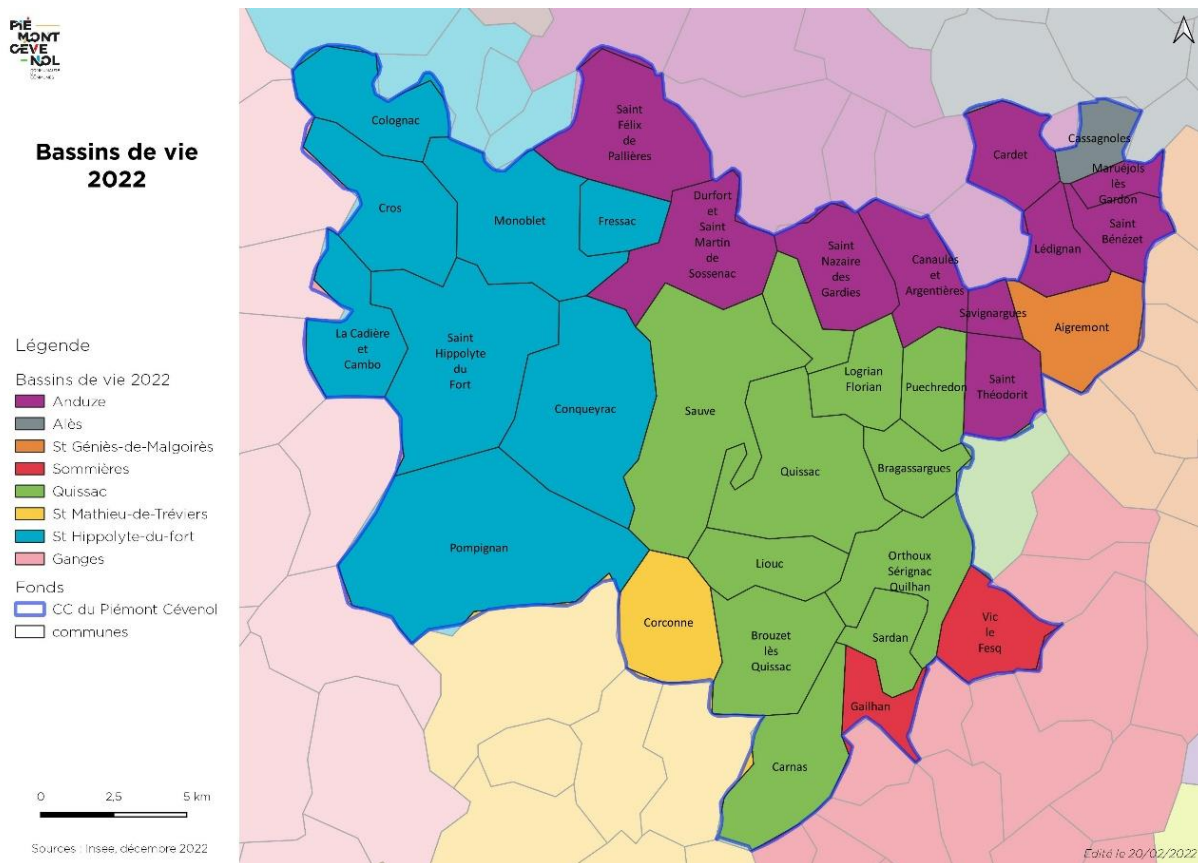 PIÉ
MONT
CÉVE
NOL
COMMUNAUTÉ
DE
COMMUNES
Bassins de vie
2022
Légende
Bassins de vie 2022
Anduze
Alès
St Géniès-de-Malgoirès
Sommières
Quissac
St Mathieu-de-Tréviers
St Hippolyte-du-fort
Ganges
Fonds
CC du Piémont Cévenol
communes
0 2,5 5 km
Sources : Insee, décembre 2022
Colognac
Saint
Félix
de
Pallières
Cardet
Cassagnoles
Maruéjols
lès
Gardon
Cros
Monoblet
Fressac
Durfort
et
Saint
Martin
de
Sossenac
Saint
Nazaire
des
Gardies
Canaules
et
Argentières
Lédignan
Saint
Bénézet
Savignargues
Aigremont
La Cadière
et
Cambo
Saint
Hippolyte
du
Fort
Conqueyrac
Sauve
Logrian
Florian
Puechredon
Saint
Théodorit
Quissac
Bragassargues
Pompignan
Liouc
Orthoux
Sérignac
Quilhan
Corconne
Brouzet
lès
Quissac
Sardan
Vic
le
Fesq
Gailhan
Carnas
Edité le 20/02/2022